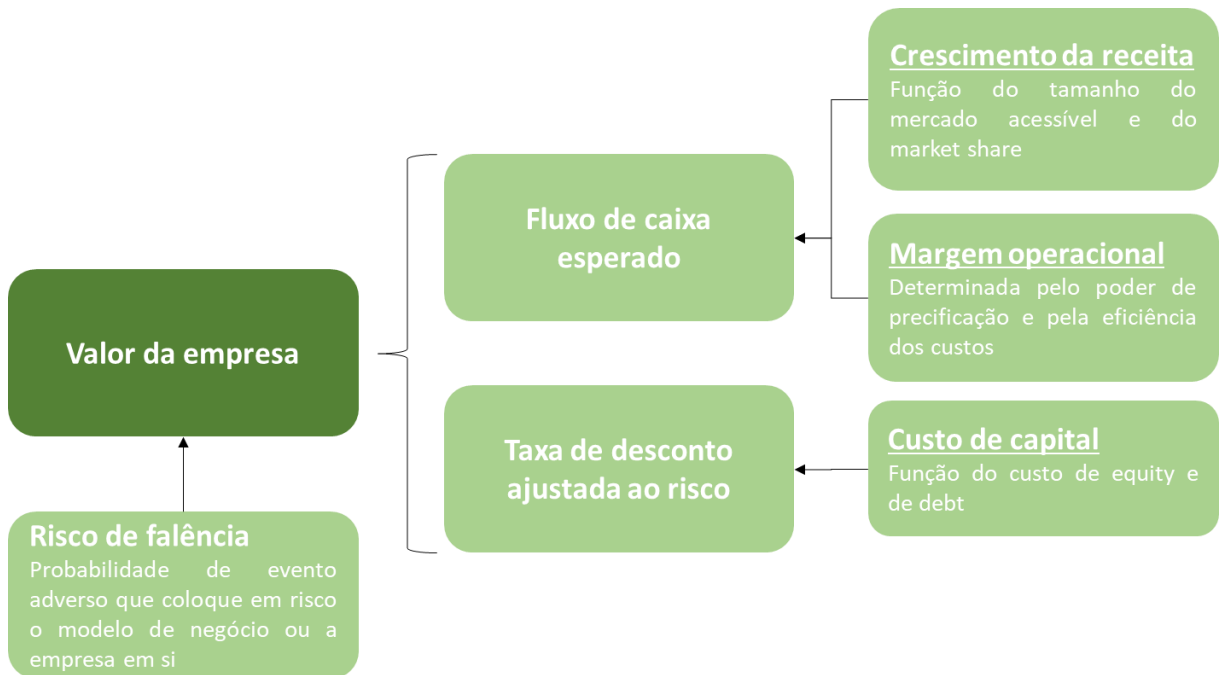 Valor da empresa
Risco de falência
Probabilidade de evento
adverso que coloque em risco
o modelo de negócio ou a
empresa em si
Fluxo de caixa
esperado
Taxa de desconto
ajustada ao risco
Crescimento da receita
Função do tamanho do
mercado acessível e do
market share
Margem operacional
Determinada pelo poder de
precificação e pela eficiência
dos custos
Custo de capital
Função do custo de equity e
de debt